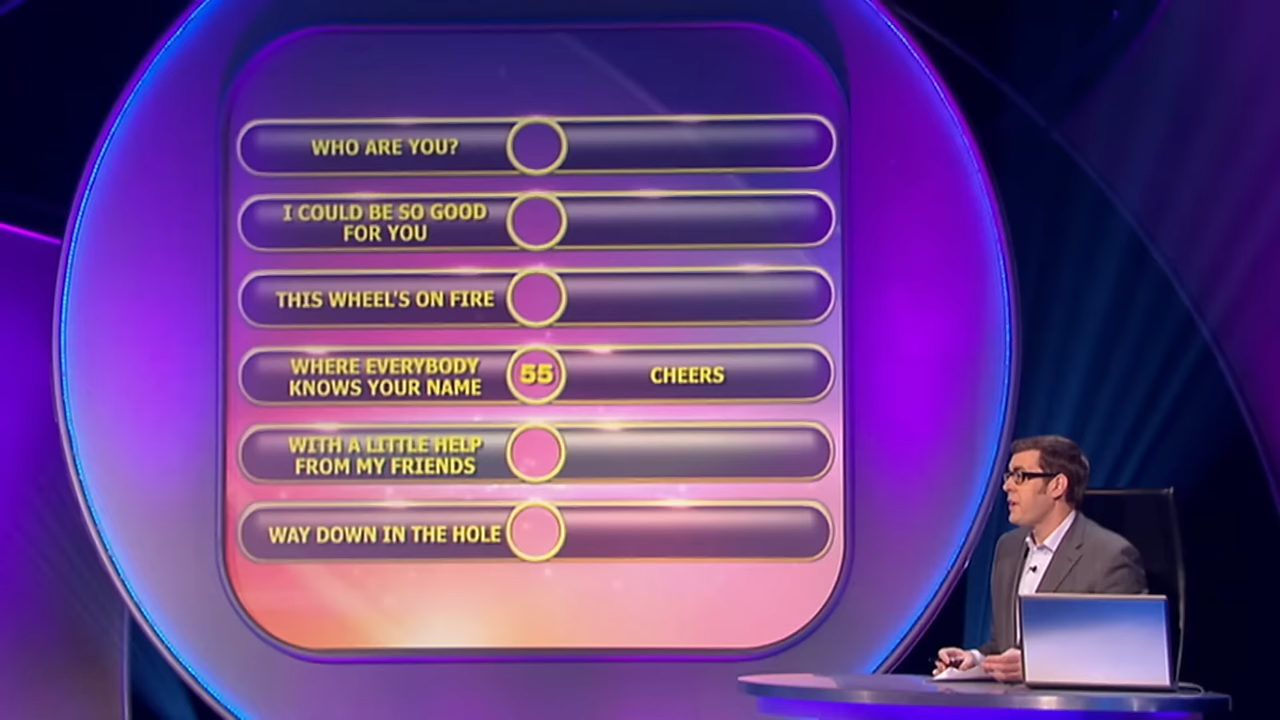 WHO ARE YOU?
I COULD BE SO GOOD
FOR YOU
THIS WHEEL'S ON FIRE
WHERE EVERYBODY
KNOWS YOUR NAME
55
CHEERS
WITH A LITTLE HELP
FROM MY FRIENDS
WAY DOWN IN THE HOLE